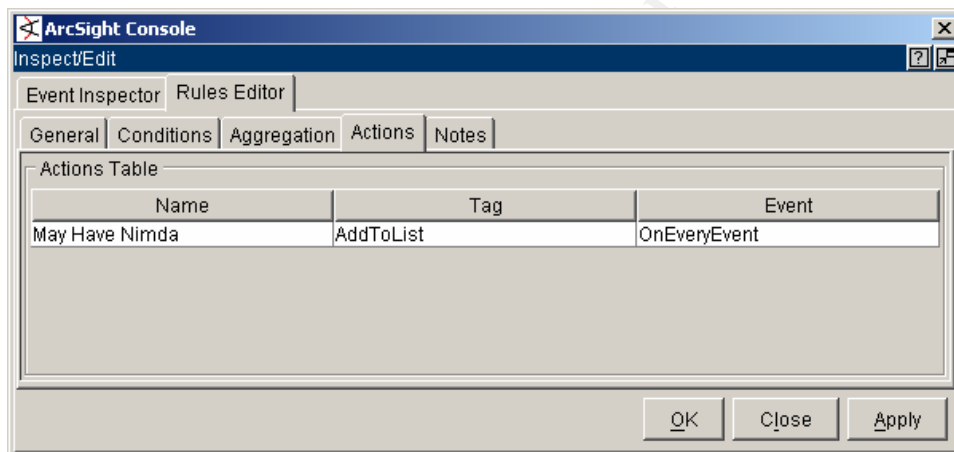 ArcSight Console
Inspect/Edit
Event Inspector Rules Editor
General Conditions Aggregation Actions Notes
Actions Table
Name Tag Event
May Have Nimda AddToList OnEveryEvent
OK Close Apply